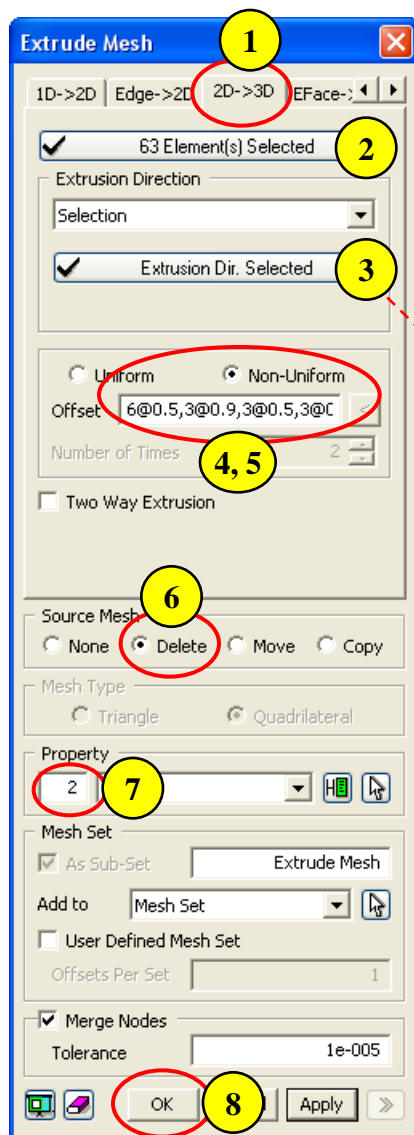 Extrude Mesh
1
1D->2D Edge->2D 2D->3D EFace->
63 Element(s) Selected 2
Extrusion Direction
Selection
Extrusion Dir. Selected 3
Uniform Non-Uniform
Offset 6@0.5,3@0.9,3@0.5,3@0 <
4, 5
Number of Times 2
Two Way Extrusion
6
Source Mesh
None Delete Move Copy
Mesh Type
Triangle Quadrilateral
Property
2 7
Mesh Set
As Sub-Set Extrude Mesh
Add to Mesh Set
User Defined Mesh Set
Offsets Per Set 1
Merge Nodes
Tolerance 1e-005
OK 8 Apply >>